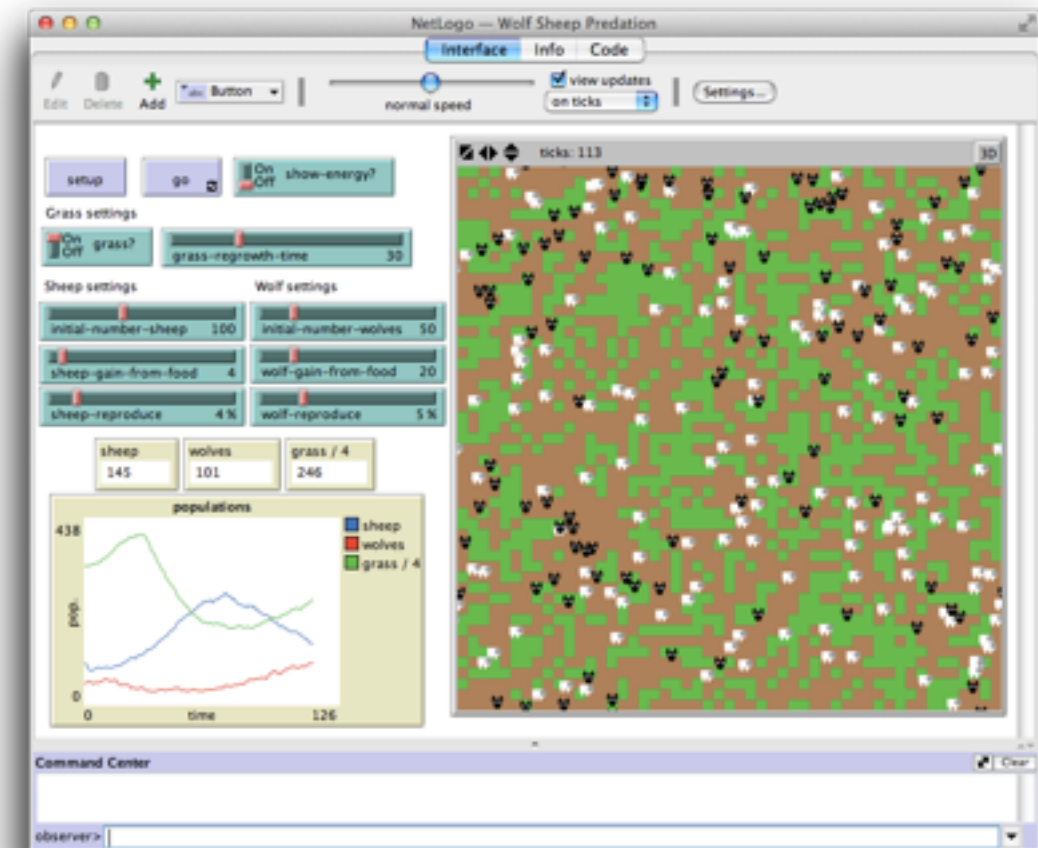 NetLogo — Wolf Sheep Predation
Interface Info Code
Edit Delete Add abc Button normal speed view updates on ticks Settings...
ticks: 113 3D
setup go On Off show-energy?
Grass settings
On Off grass? grass-regrowth-time 30
Sheep settings Wolf settings
initial-number-sheep 100 initial-number-wolves 50
sheep-gain-from-food 4 wolf-gain-from-food 20
sheep-reproduce 4 % wolf-reproduce 5 %
sheep wolves grass / 4
145 101 246
populations
438
pop.
0
0 time 126
sheep
wolves
grass / 4
Command Center Clear
observer>